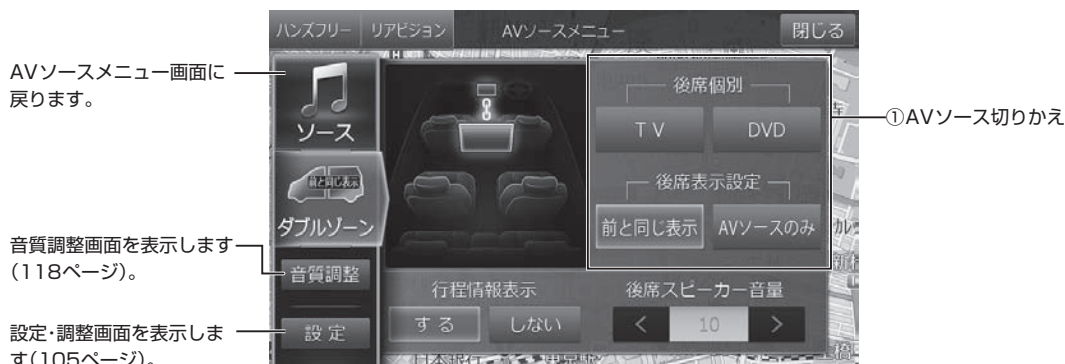 ハンズフリー リアビジョン AVソースメニュー 閉じる
AVソースメニュー画面に
戻ります。
ソース
後席個別
TV DVD
①AVソース切りかえ
前と同じ表示
ダブルゾーン
後席表示設定
前と同じ表示 AVソースのみ
音質調整画面を表示します
(118ページ)。
音質調整
行程情報表示 後席スピーカー音量
する しない < 10 >
設定・調整画面を表示しま
す(105ページ)。
設定
日本銀行